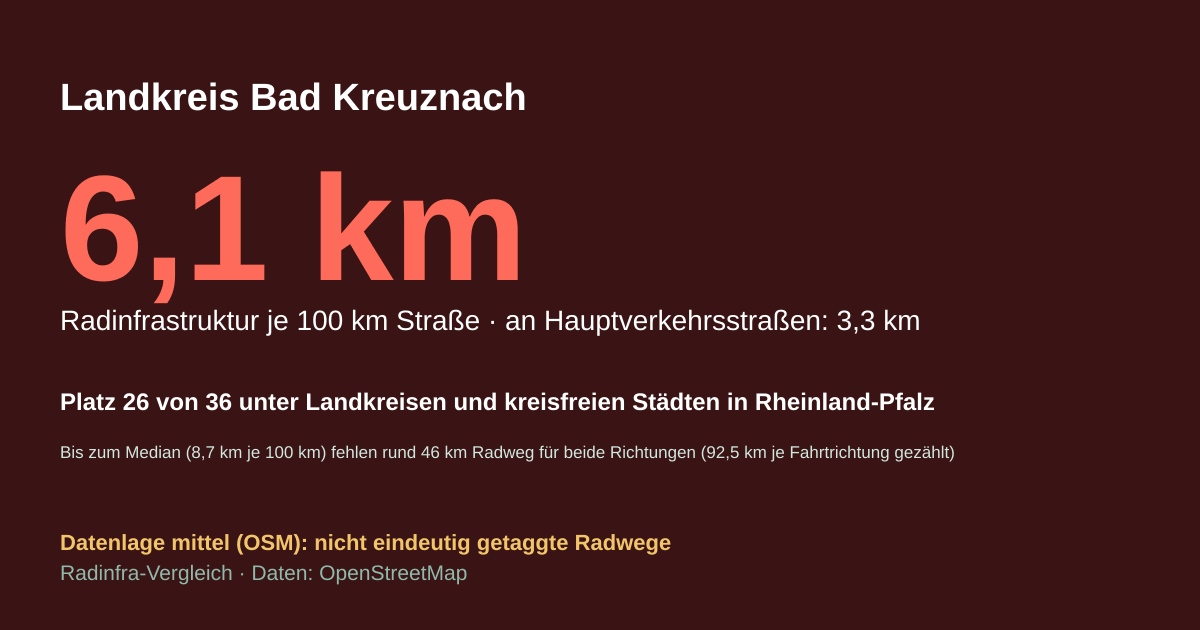 Landkreis Bad Kreuznach
6,1 km
Radinfrastruktur je 100 km Straße · an Hauptverkehrsstraßen: 3,3 km
Platz 26 von 36 unter Landkreisen und kreisfreien Städten in Rheinland-Pfalz
Bis zum Median (8,7 km je 100 km) fehlen rund 46 km Radweg für beide Richtungen (92,5 km je Fahrtrichtung gezählt)
Datenlage mittel (OSM): nicht eindeutig getaggte Radwege
Radinfra-Vergleich · Daten: OpenStreetMap